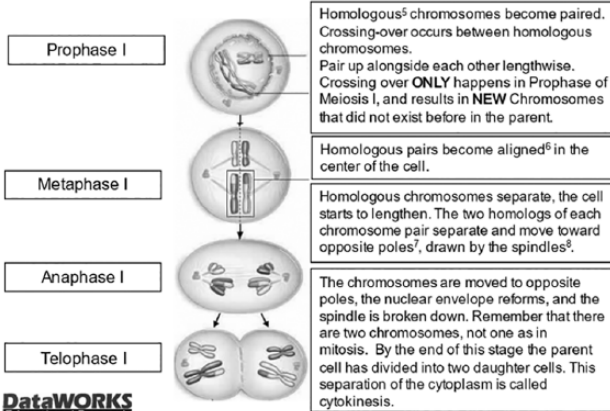 Prophase I
Homologous⁵ chromosomes become paired.
Crossing-over occurs between homologous
chromosomes.
Pair up alongside each other lengthwise.
Crossing over ONLY happens in Prophase of
Meiosis I, and results in NEW Chromosomes
that did not exist before in the parent.
Metaphase I
Homologous pairs become aligned⁶ in the
center of the cell.
Homologous chromosomes separate, the cell
starts to lengthen. The two homologs of each
chromosome pair separate and move toward
opposite poles⁷, drawn by the spindles⁸.
Anaphase I
The chromosomes are moved to opposite
poles, the nuclear envelope reforms, and the
spindle is broken down. Remember that there
are two chromosomes, not one as in
mitosis. By the end of this stage the parent
cell has divided into two daughter cells. This
separation of the cytoplasm is called
cytokinesis.
Telophase I
DataWORKS